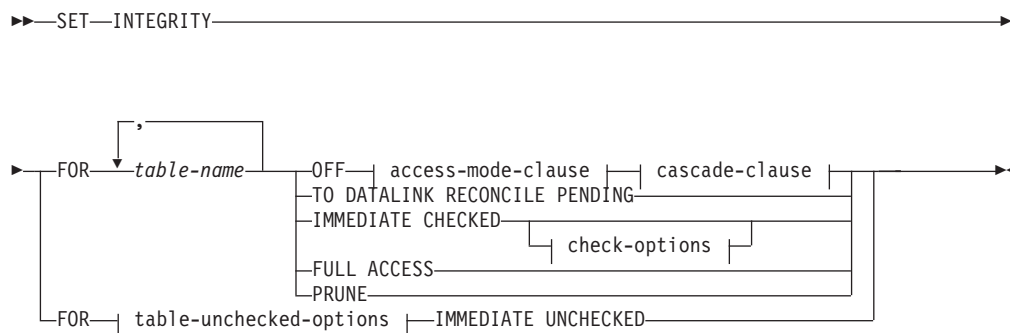 SET INTEGRITY
,
FOR table-name OFF access-mode-clause cascade-clause
TO DATALINK RECONCILE PENDING
IMMEDIATE CHECKED
check-options
FULL ACCESS
PRUNE
FOR table-unchecked-options IMMEDIATE UNCHECKED